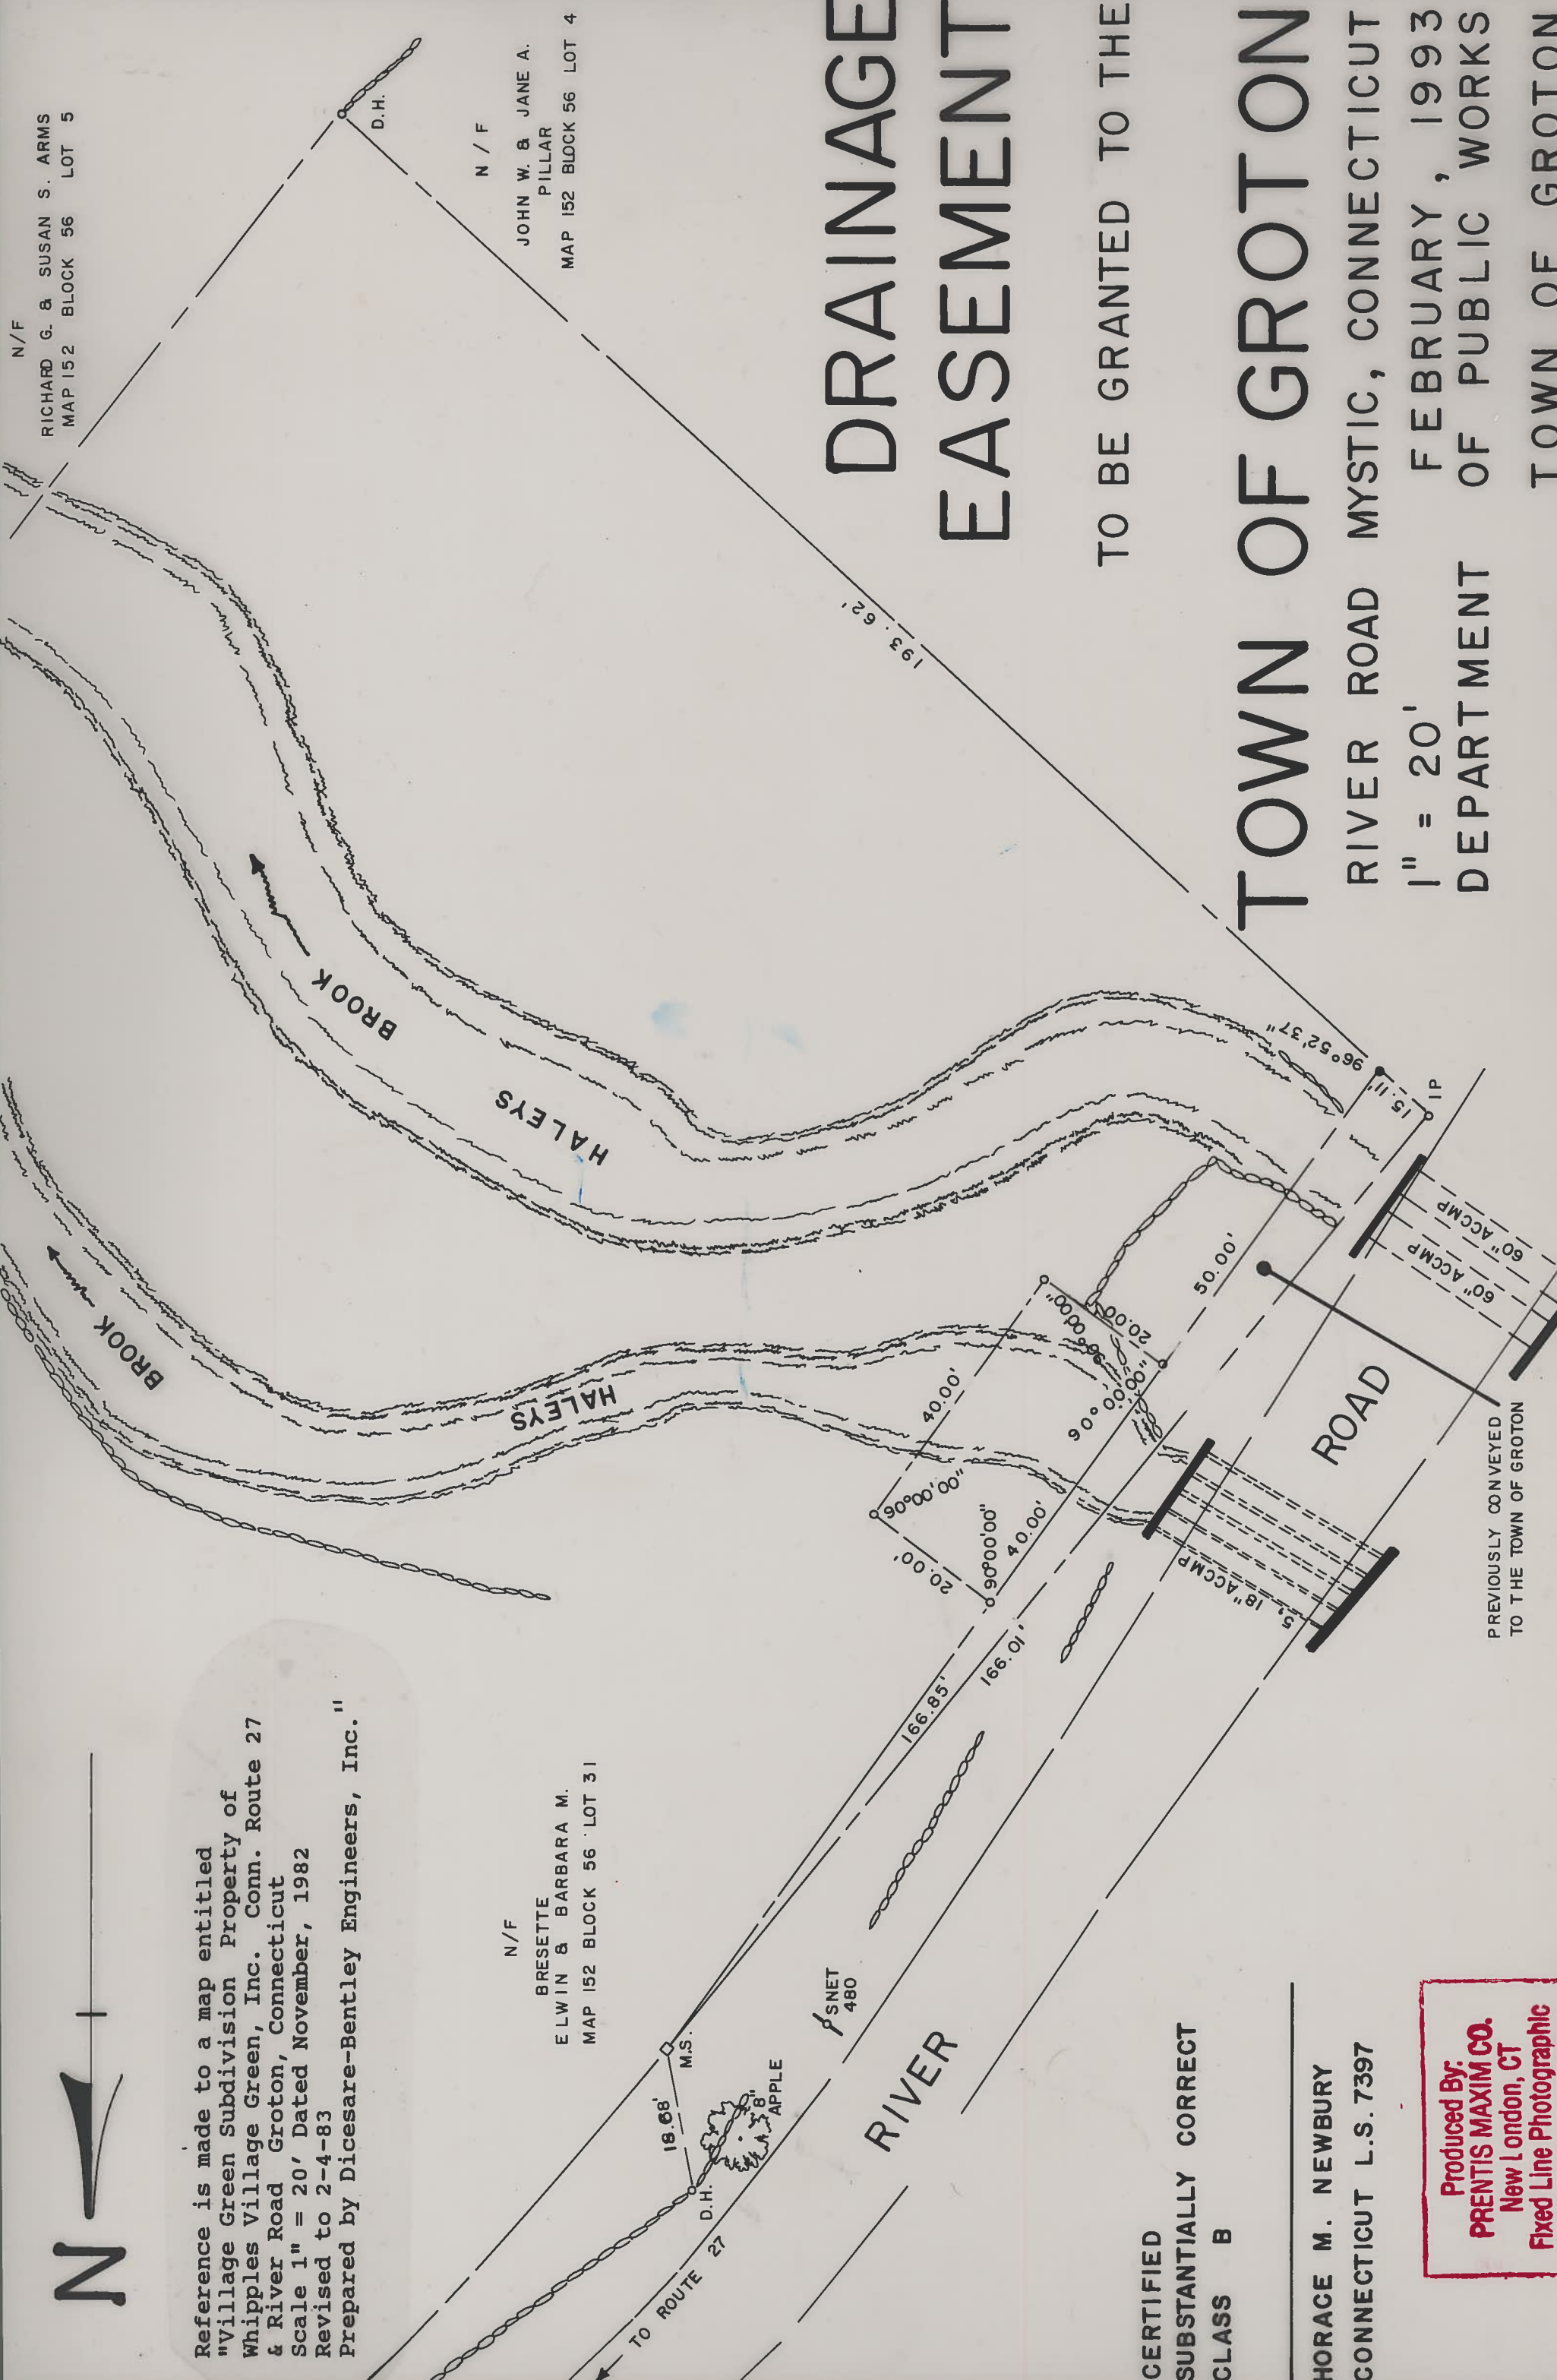 N
Reference is made to a map entitled
"Village Green Subdivision Property of
Whipples Village Green, Inc. Conn. Route 27
& River Road Groton, Connecticut
Scale 1" = 20' Dated November, 1982
Revised to 2-4-83
Prepared by Dicesare-Bentley Engineers, Inc."
N/F
RICHARD G. & SUSAN S. ARMS
MAP 152 BLOCK 56 LOT 5
D.H.
N / F
JOHN W. & JANE A.
PILLAR
MAP 152 BLOCK 56 LOT 4
BROOK
HALEYS
BROOK
HALEYS
193.62'
N/F
BRESETTE
ELWIN & BARBARA M.
MAP 152 BLOCK 56 LOT 31
M.S.
18.68'
D.H.
8"
APPLE
SNET
480
TO ROUTE 27
RIVER
ROAD
166.85'
166.01'
20.00'
90°00'00"
90°00'00"
40.00'
40.00'
90°00'00"
20.00'
50.00'
96°52'37"
15.11'
IP
60" ACCMP
60" ACCMP
5,
18" ACCMP
PREVIOUSLY CONVEYED
TO THE TOWN OF GROTON
DRAINAGE
EASEMENT
TO BE GRANTED TO THE
TOWN OF GROTON
RIVER ROAD MYSTIC, CONNECTICUT
1" = 20' FEBRUARY, 1993
DEPARTMENT OF PUBLIC WORKS
TOWN OF GROTON
CERTIFIED
SUBSTANTIALLY CORRECT
CLASS B
HORACE M. NEWBURY
CONNECTICUT L.S. 7397
Produced By:
PRENTIS MAXIM CO.
New London, CT
Fixed Line Photographic